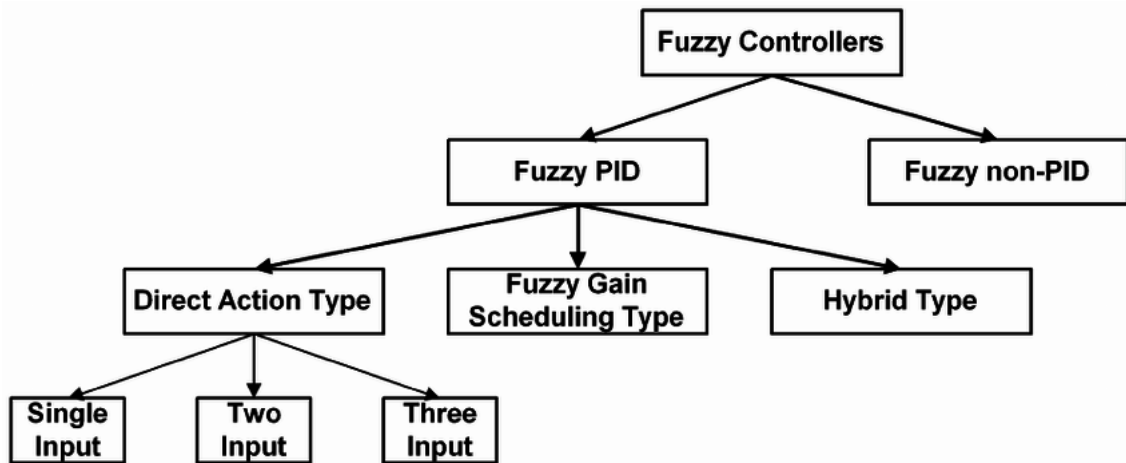 Fuzzy Controllers
Fuzzy PID
Fuzzy non-PID
Direct Action Type
Fuzzy Gain
Scheduling Type
Hybrid Type
Single
Input
Two
Input
Three
Input